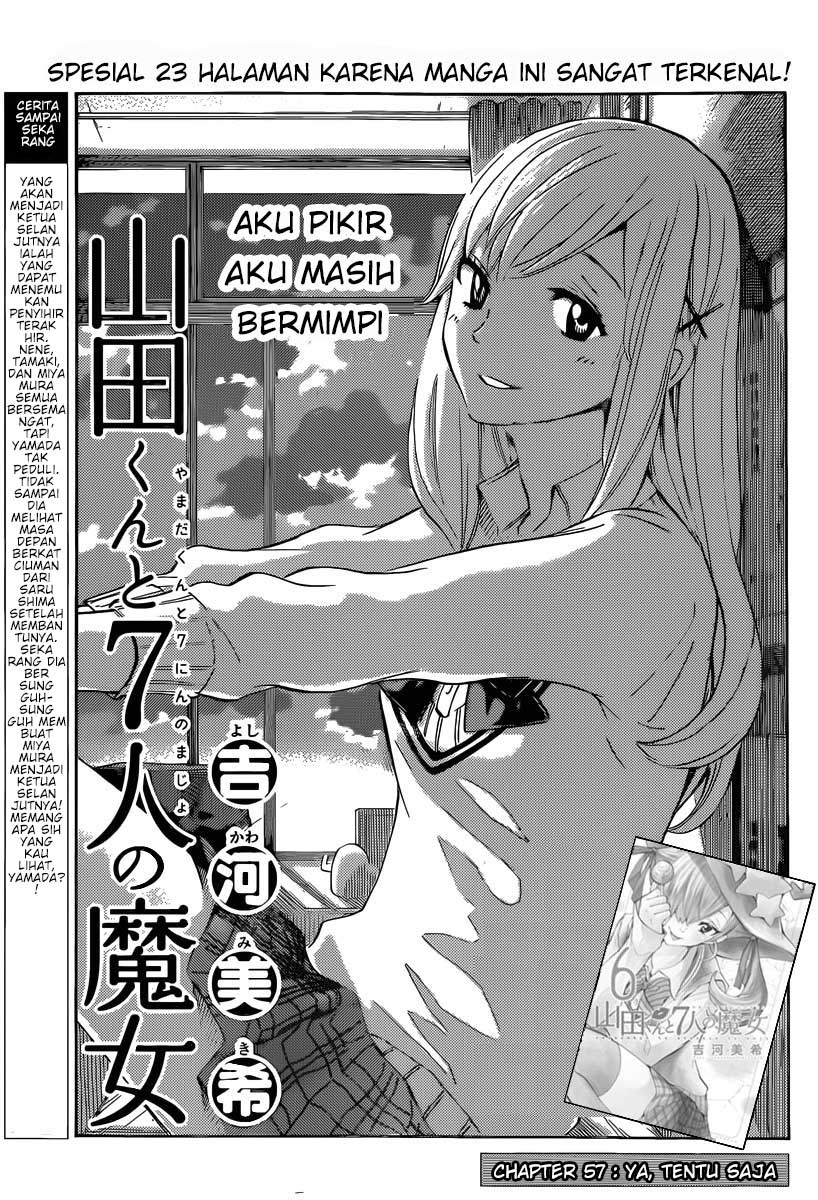 SPESIAL 23 HALAMAN KARENA MANGA INI SANGAT TERKENAL!
CERITA
SAMPAI
SEKA
RANG
YANG
AKAN
MENJADI
KETUA
SELAN
JUTNYA
IALAH
YANG
DAPAT
MENEMU
KAN
PENYIHIR
TERAK
HIR.
NENE,
TAMAKI,
DAN MIYA
MURA
SEMUA
BERSEMA
NGAT,
TAPI
YAMADA
TAK
PEDULI.
TIDAK
SAMPAI
DIA
MELIHAT
MASA
DEPAN
BERKAT
CIUMAN
DARI
SARU
SHIMA
SETELAH
MEMBAN
TUNYA.
SEKA
RANG DIA
BER
SUNG
GUH-
SUNG
GUH MEM
BUAT
MIYA
MURA
MENJADI
KETUA
SELAN
JUTNYA!
MEMANG
APA SIH
YANG
KAU
LIHAT,
YAMADA?
!
AKU PIKIR
AKU MASIH
BERMIMPI
山田くんと7人の魔女
やまだくんと7にんのまじょ
吉河美希
よしかわみき
6
山田くんと7人の魔女
吉河美希
CHAPTER 57 : YA, TENTU SAJA